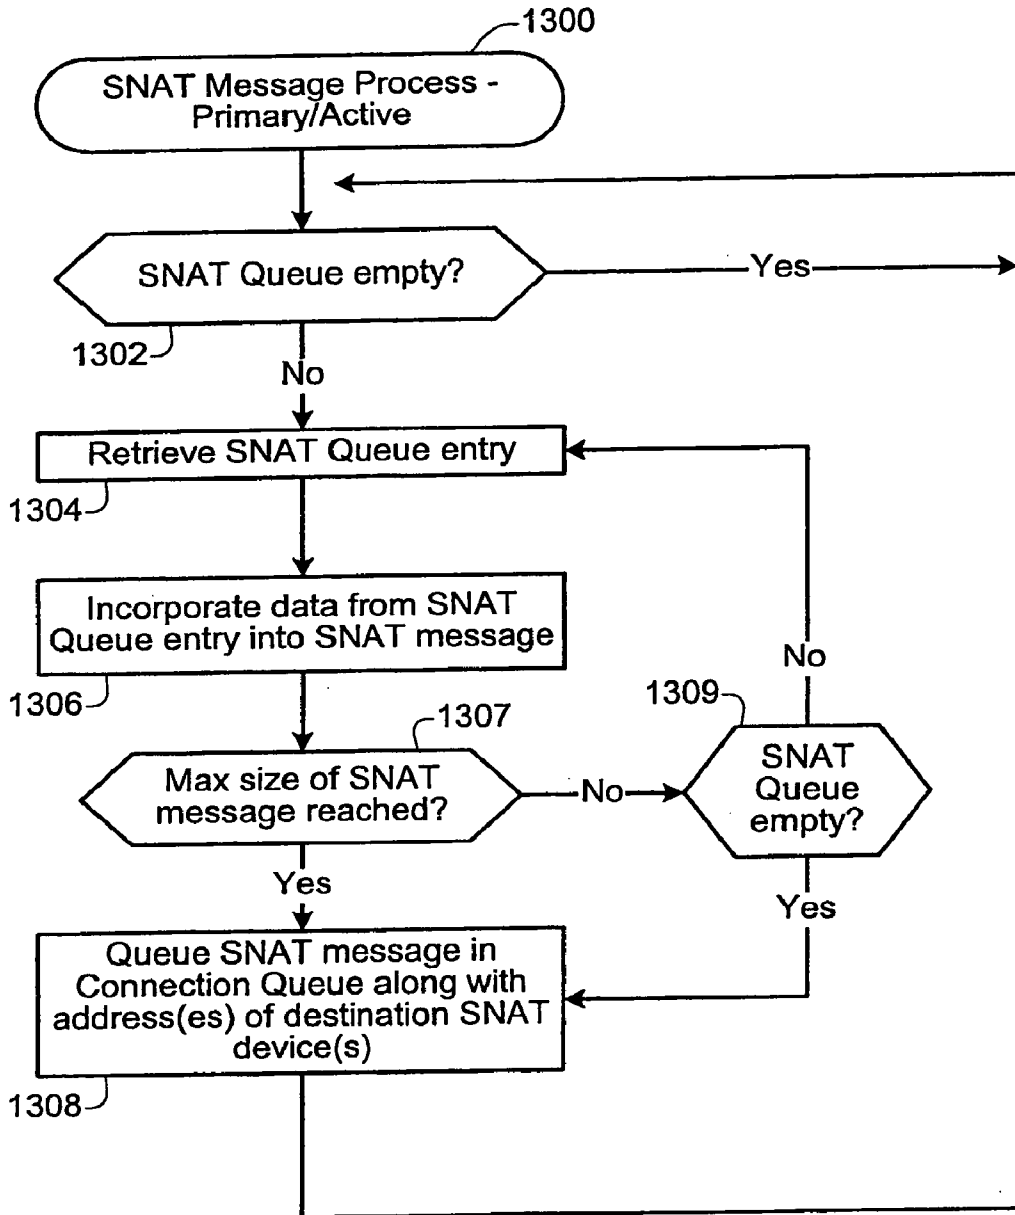 1300
SNAT Message Process -
Primary/Active
SNAT Queue empty?
Yes
1302
No
Retrieve SNAT Queue entry
1304
Incorporate data from SNAT
Queue entry into SNAT message
1306
No
1309
1307
Max size of SNAT
message reached?
No
SNAT
Queue
empty?
Yes
Yes
Queue SNAT message in
Connection Queue along with
address(es) of destination SNAT
device(s)
1308